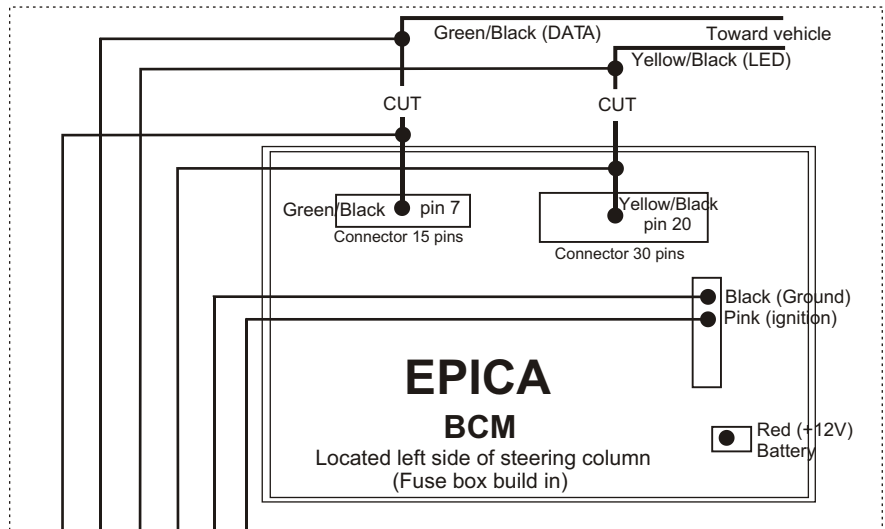 Green/Black (DATA)
Toward vehicle
Yellow/Black (LED)
CUT
CUT
Green/Black
pin 7
Connector 15 pins
Yellow/Black
pin 20
Connector 30 pins
Black (Ground)
Pink (ignition)
EPICA
BCM
Located left side of steering column
(Fuse box build in)
Red (+12V)
Battery